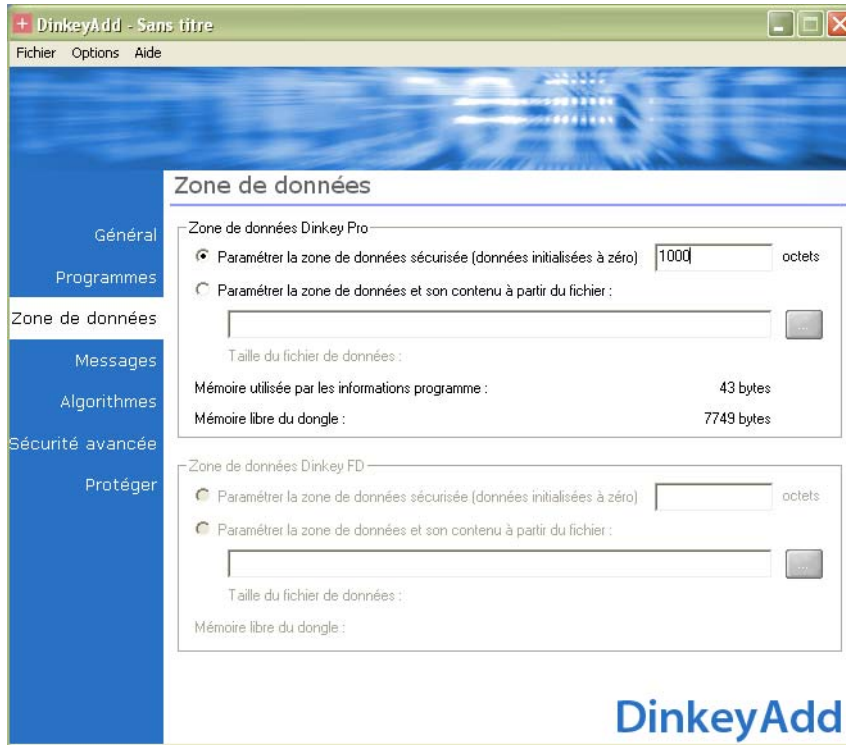 DinkeyAdd - Sans titre
Fichier Options Aide
Zone de données
Général
Programmes
Zone de données
Messages
Algorithmes
Sécurité avancée
Protéger
Zone de données Dinkey Pro
Paramétrer la zone de données sécurisée (données initialisées à zéro) 1000 octets
Paramétrer la zone de données et son contenu à partir du fichier :
...
Taille du fichier de données :
Mémoire utilisée par les informations programme : 43 bytes
Mémoire libre du dongle : 7749 bytes
Zone de données Dinkey FD
Paramétrer la zone de données sécurisée (données initialisées à zéro) octets
Paramétrer la zone de données et son contenu à partir du fichier :
...
Taille du fichier de données :
Mémoire libre du dongle :
DinkeyAdd